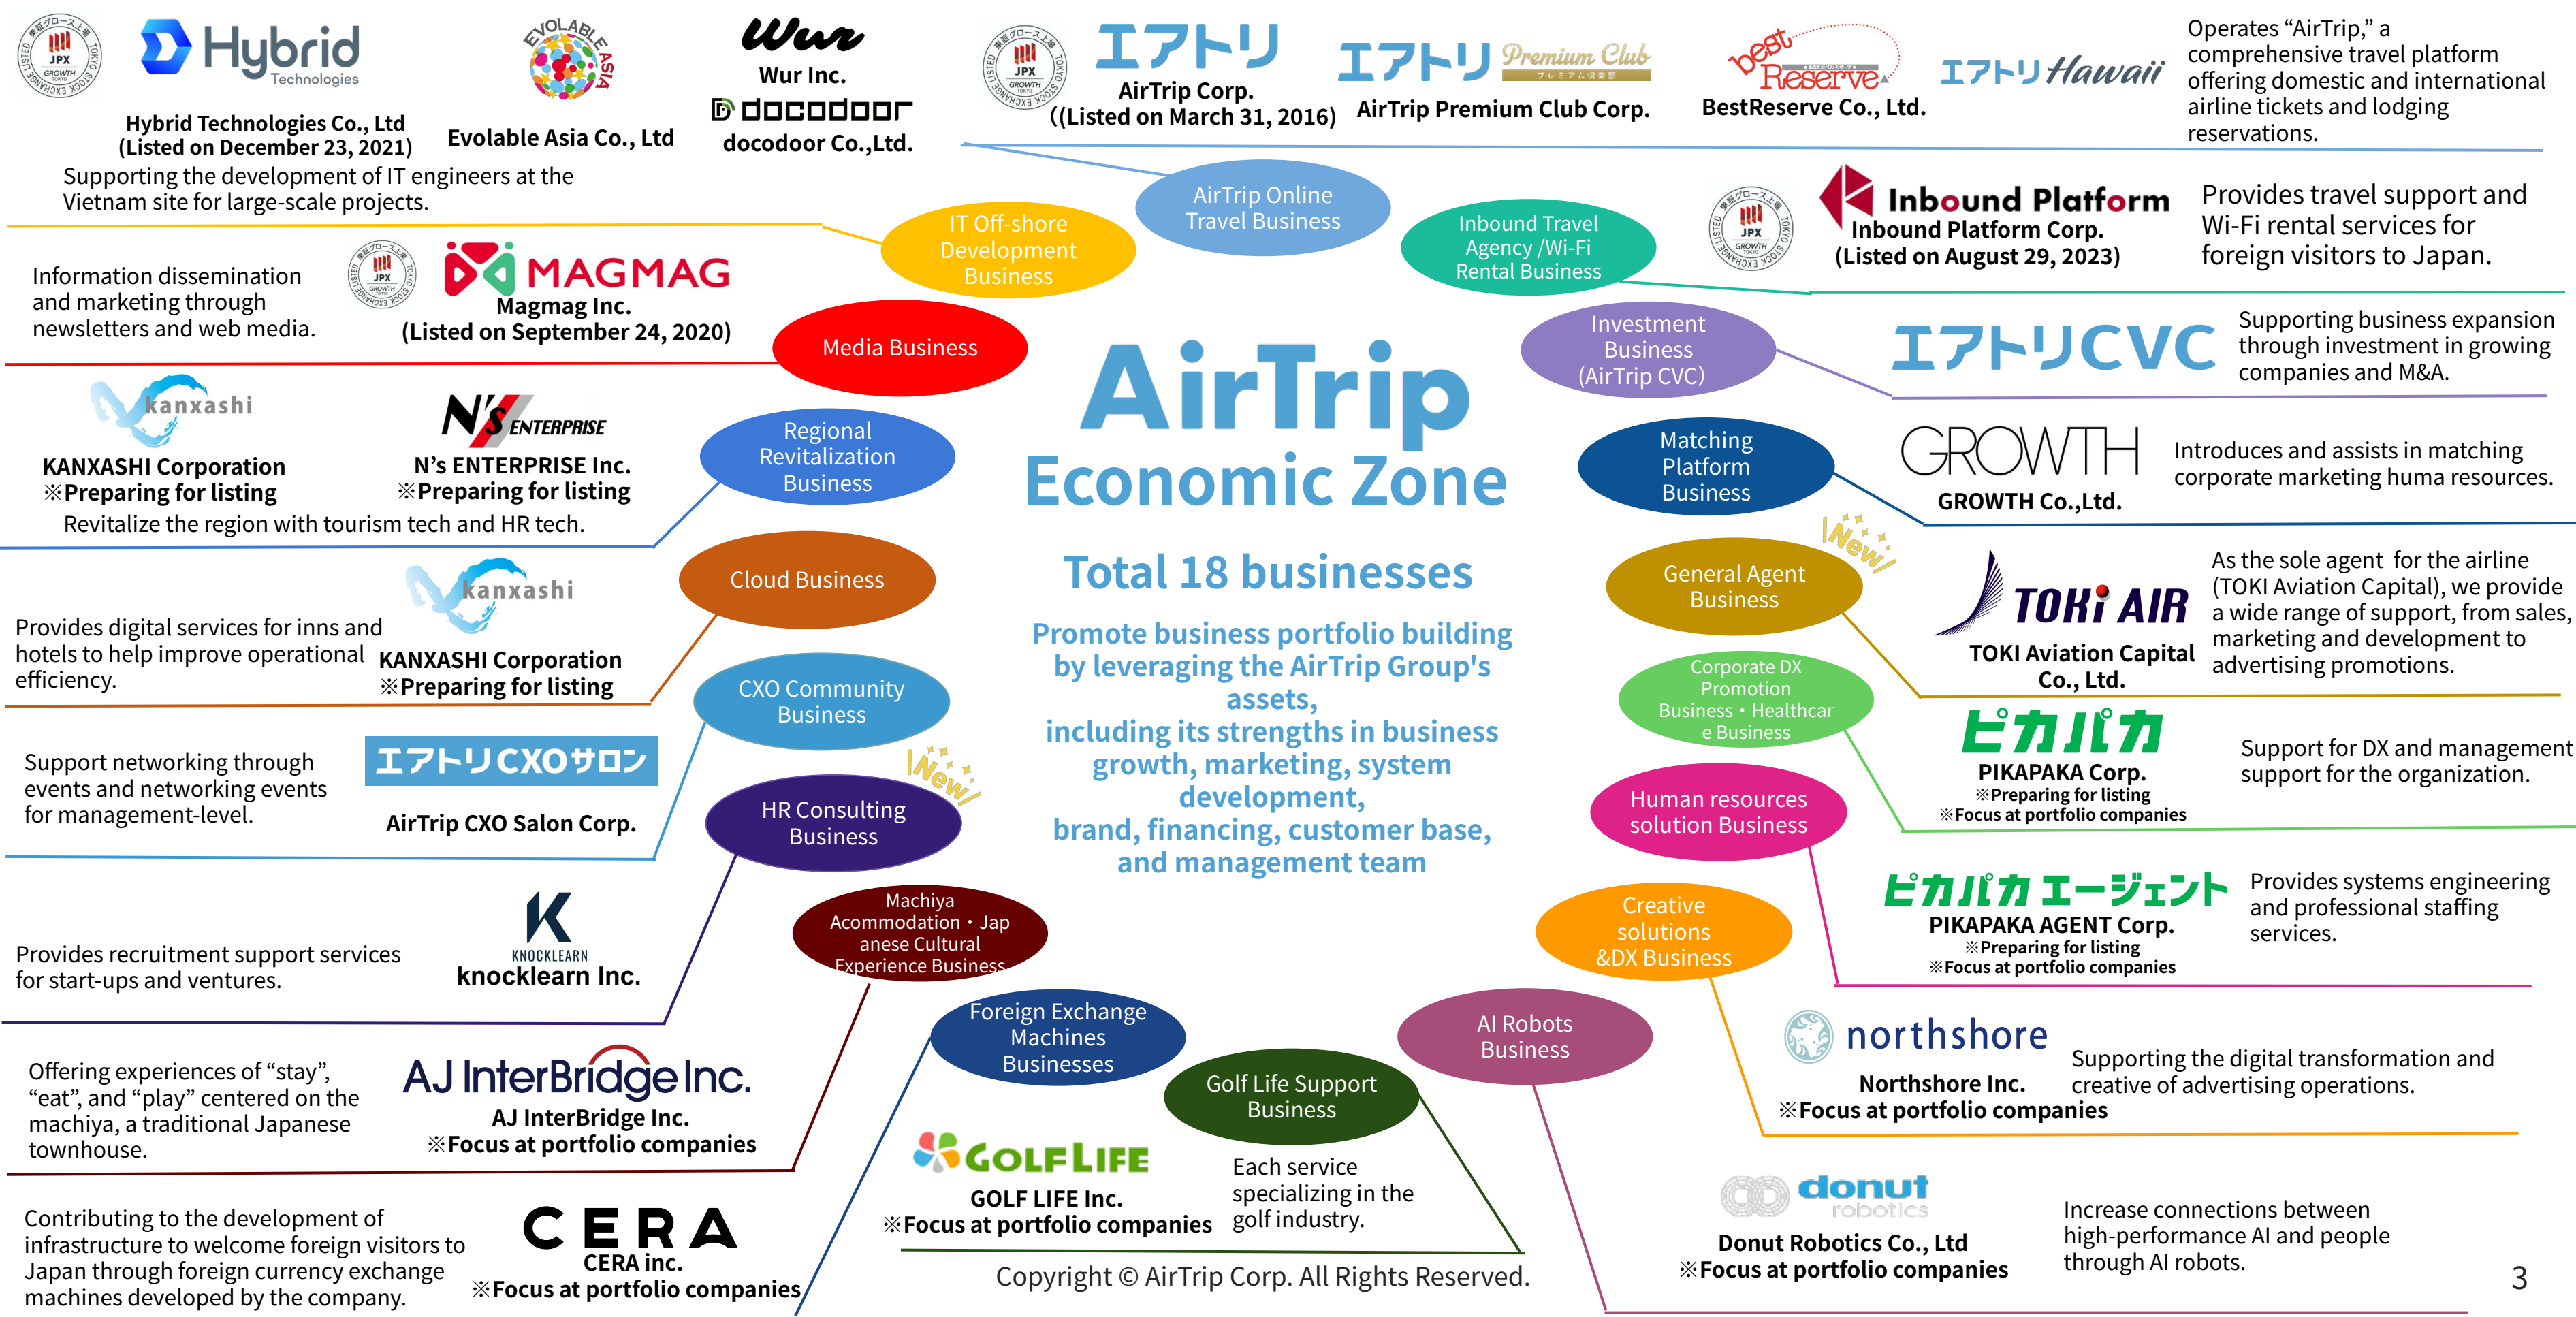 Hybrid
Technologies
Hybrid Technologies Co., Ltd
(Listed on December 23, 2021)
EVOLABLE ASIA
Evolable Asia Co., Ltd
Wur
Wur Inc.
docodoor
docodoor Co.,Ltd.
Supporting the development of IT engineers at the
Vietnam site for large-scale projects.
東証グロース上場
JPX
GROWTH
TOKYO
TOKYO STOCK EXCHANGE LISTED
エアトリ
AirTrip Corp.
((Listed on March 31, 2016)
エアトリ Premium Club
プレミアム倶楽部
AirTrip Premium Club Corp.
best
Reserve
BestReserve Co., Ltd.
エアトリ Hawaii
Operates “AirTrip,” a
comprehensive travel platform
offering domestic and international
airline tickets and lodging
reservations.
AirTrip Online
Travel Business
IT Off-shore
Development
Business
Inbound Travel
Agency /Wi-Fi
Rental Business
Inbound Platform
Inbound Platform Corp.
(Listed on August 29, 2023)
Provides travel support and
Wi-Fi rental services for
foreign visitors to Japan.
Information dissemination
and marketing through
newsletters and web media.
MAGMAG
Magmag Inc.
(Listed on September 24, 2020)
Media Business
Investment
Business
(AirTrip CVC）
エアトリCVC
Supporting business expansion
through investment in growing
companies and M&A.
kanxashi
KANXASHI Corporation
※Preparing for listing
N'S ENTERPRISE
N’s ENTERPRISE Inc.
※Preparing for listing
Revitalize the region with tourism tech and HR tech.
Regional
Revitalization
Business
AirTrip
Economic Zone
Total 18 businesses
Promote business portfolio building
by leveraging the AirTrip Group's
assets,
including its strengths in business
growth, marketing, system
development,
brand, financing, customer base,
and management team
Matching
Platform
Business
GROWTH
GROWTH Co.,Ltd.
Introduces and assists in matching
corporate marketing huma resources.
Cloud Business
kanxashi
KANXASHI Corporation
※Preparing for listing
Provides digital services for inns and
hotels to help improve operational
efficiency.
New
General Agent
Business
TOKI AIR
TOKI Aviation Capital
Co., Ltd.
As the sole agent for the airline
(TOKI Aviation Capital), we provide
a wide range of support, from sales,
marketing and development to
advertising promotions.
CXO Community
Business
Support networking through
events and networking events
for management-level.
エアトリCXOサロン
AirTrip CXO Salon Corp.
Corporate DX
Promotion
Business・Healthcar
e Business
ピカパカ
PIKAPAKA Corp.
※Preparing for listing
※Focus at portfolio companies
Support for DX and management
support for the organization.
New
HR Consulting
Business
Provides recruitment support services
for start-ups and ventures.
KNOCKLEARN
knocklearn Inc.
Human resources
solution Business
ピカパカ エージェント
PIKAPAKA AGENT Corp.
※Preparing for listing
※Focus at portfolio companies
Provides systems engineering
and professional staffing
services.
Machiya
Acommodation・Jap
anese Cultural
Experience Business
Offering experiences of “stay”,
“eat”, and “play” centered on the
machiya, a traditional Japanese
townhouse.
AJ InterBridge Inc.
AJ InterBridge Inc.
※Focus at portfolio companies
Creative
solutions
&DX Business
northshore
Northshore Inc.
※Focus at portfolio companies
Supporting the digital transformation and
creative of advertising operations.
Foreign Exchange
Machines
Businesses
Contributing to the development of
infrastructure to welcome foreign visitors to
Japan through foreign currency exchange
machines developed by the company.
CERA
CERA inc.
※Focus at portfolio companies
Golf Life Support
Business
GOLF LIFE
GOLF LIFE Inc.
※Focus at portfolio companies
Each service
specializing in the
golf industry.
AI Robots
Business
donut
robotics
Donut Robotics Co., Ltd
※Focus at portfolio companies
Increase connections between
high-performance AI and people
through AI robots.
Copyright © AirTrip Corp. All Rights Reserved.
3